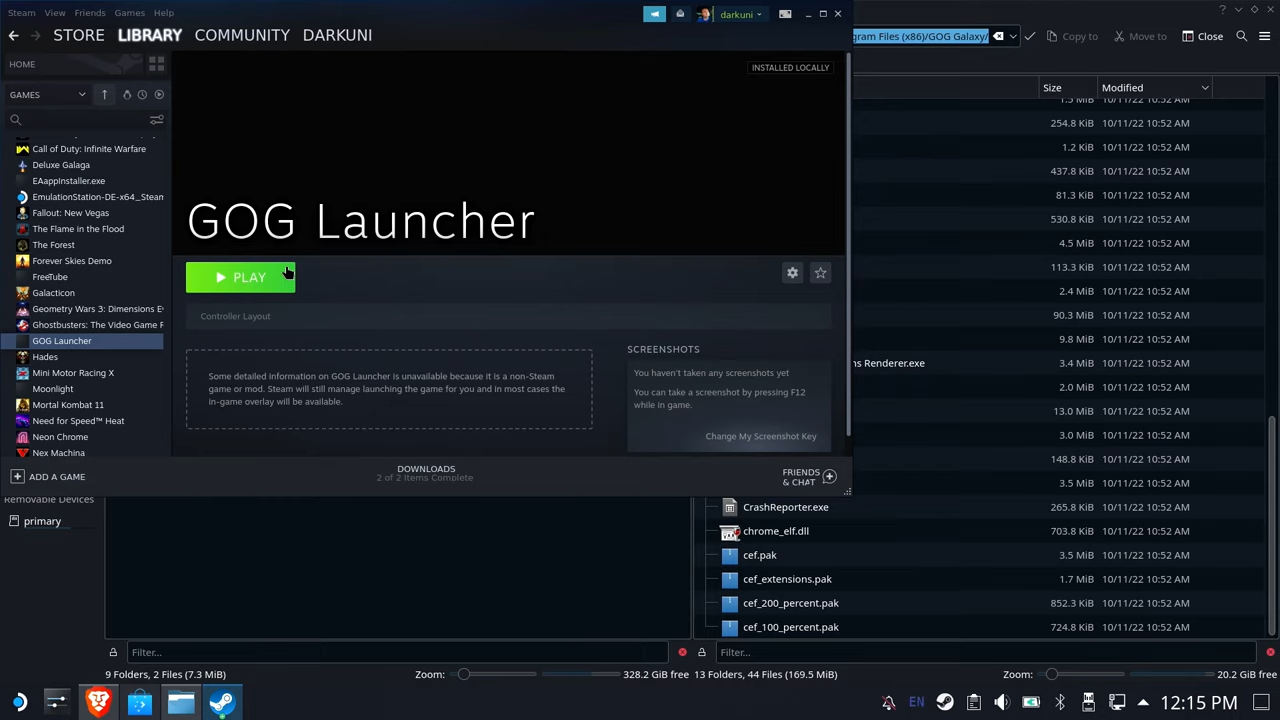 Steam View Friends Games Help
darkuni
STORE LIBRARY COMMUNITY DARKUNI
HOME
GAMES
Call of Duty: Infinite Warfare
Deluxe Galaga
EAappInstaller.exe
EmulationStation-DE-x64_Steam
Fallout: New Vegas
The Flame in the Flood
The Forest
Forever Skies Demo
FreeTube
Galacticon
Geometry Wars 3: Dimensions Ev
Ghostbusters: The Video Game R
GOG Launcher
Hades
Mini Motor Racing X
Moonlight
Mortal Kombat 11
Need for Speed™ Heat
Neon Chrome
Nex Machina
INSTALLED LOCALLY
GOG Launcher
PLAY
Controller Layout
Some detailed information on GOG Launcher is unavailable because it is a non-Steam
game or mod. Steam will still manage launching the game for you and in most cases the
in-game overlay will be available.
SCREENSHOTS
You haven't taken any screenshots yet
You can take a screenshot by pressing F12
while in game.
Change My Screenshot Key
ADD A GAME
DOWNLOADS
2 of 2 Items Complete
FRIENDS
& CHAT
gram Files (x86)/GOG Galaxy/
Copy to Move to Close
Size Modified
1.5 MiB 10/11/22 10:52 AM
254.8 KiB 10/11/22 10:52 AM
1.2 KiB 10/11/22 10:52 AM
437.8 KiB 10/11/22 10:52 AM
81.3 KiB 10/11/22 10:52 AM
530.8 KiB 10/11/22 10:52 AM
4.5 MiB 10/11/22 10:52 AM
113.3 KiB 10/11/22 10:52 AM
2.4 MiB 10/11/22 10:52 AM
90.3 MiB 10/11/22 10:52 AM
9.8 MiB 10/11/22 10:52 AM
ns Renderer.exe 3.4 MiB 10/11/22 10:52 AM
2.0 MiB 10/11/22 10:52 AM
13.0 MiB 10/11/22 10:52 AM
3.0 MiB 10/11/22 10:52 AM
148.8 KiB 10/11/22 10:52 AM
3.5 MiB 10/11/22 10:52 AM
CrashReporter.exe 265.8 KiB 10/11/22 10:52 AM
chrome_elf.dll 703.8 KiB 10/11/22 10:52 AM
cef.pak 3.5 MiB 10/11/22 10:52 AM
cef_extensions.pak 1.7 MiB 10/11/22 10:52 AM
cef_200_percent.pak 852.3 KiB 10/11/22 10:52 AM
cef_100_percent.pak 724.8 KiB 10/11/22 10:52 AM
Removable Devices
primary
Filter... Filter...
9 Folders, 2 Files (7.3 MiB) Zoom: 328.2 GiB free 13 Folders, 44 Files (169.5 MiB) Zoom: 20.2 GiB free
EN 12:15 PM